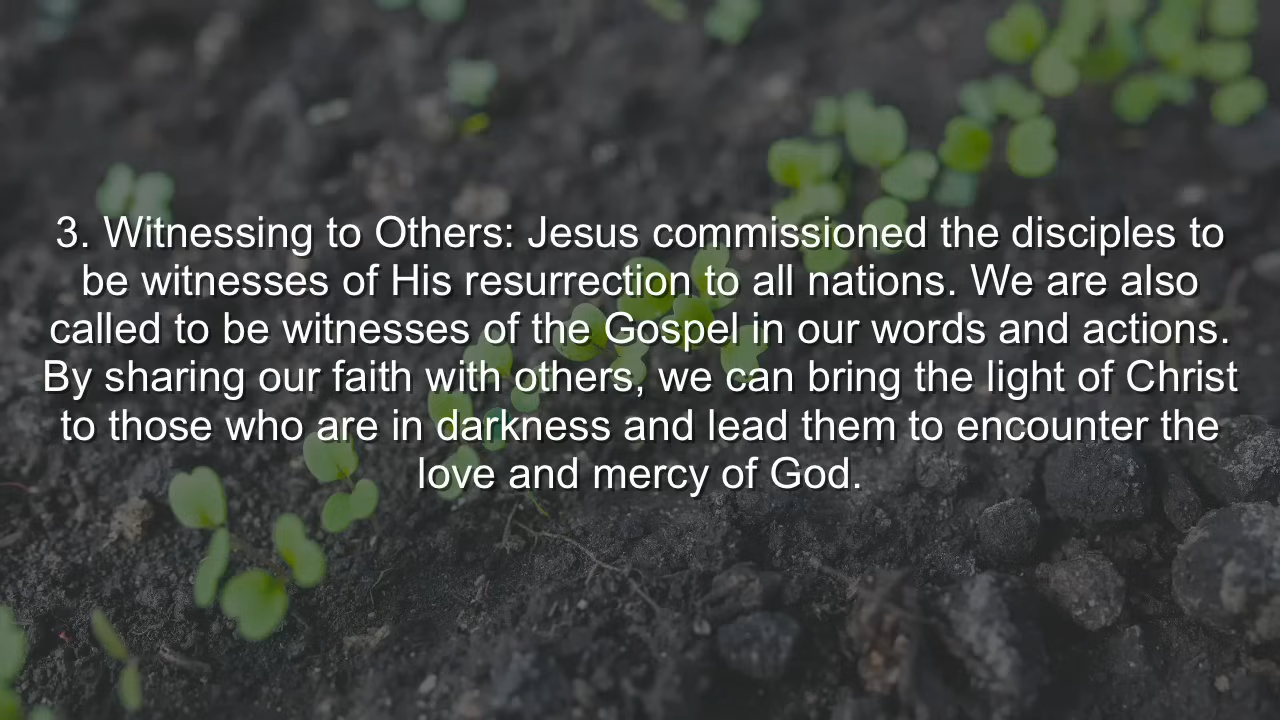 3. Witnessing to Others: Jesus commissioned the disciples to
be witnesses of His resurrection to all nations. We are also
called to be witnesses of the Gospel in our words and actions.
By sharing our faith with others, we can bring the light of Christ
to those who are in darkness and lead them to encounter the
love and mercy of God.